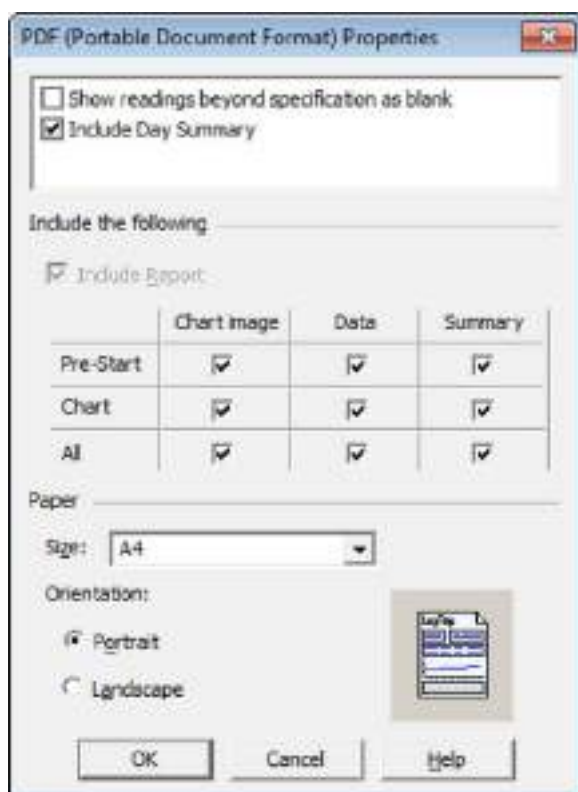 PDF (Portable Document Format) Properties
Show readings beyond specification as blank
Include Day Summary
Include the following
Include Report
Chart image Data Summary
Pre-Start
Chart
All
Paper
Size: A4
Orientation:
Portrait
Landscape
OK Cancel Help